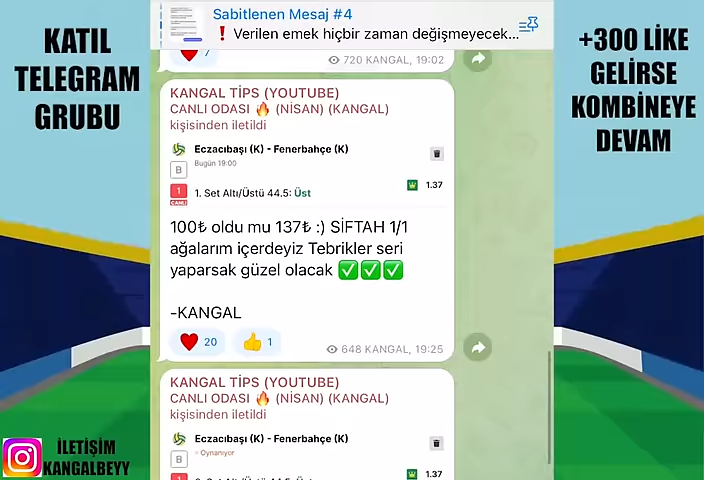 KATIL
TELEGRAM
GRUBU
Sabitlenen Mesaj #4
❗ Verilen emek hiçbir zaman değişmeyecek...
+300 LİKE
GELİRSE
KOMBİNEYE
DEVAM
❤️ 7
720 KANGAL, 19:02
KANGAL TİPS (YOUTUBE)
CANLI ODASI 🔥 (NİSAN) (KANGAL)
kişisinden iletildi
Eczacıbaşı (K) - Fenerbahçe (K)
Bugün 19:00
B
1
CANLI
1. Set Altı/Üstü 44.5: Üst
1.37
100₺ oldu mu 137₺ :) SİFTAH 1/1
ağalarım içerdeyiz Tebrikler seri
yaparsak güzel olacak ✅✅✅
-KANGAL
❤️ 20 👍 1
648 KANGAL, 19:25
KANGAL TİPS (YOUTUBE)
CANLI ODASI 🔥 (NİSAN) (KANGAL)
kişisinden iletildi
Eczacıbaşı (K) - Fenerbahçe (K)
Oynanıyor
B
1.37
İLETİŞİM
KANGALBEYY